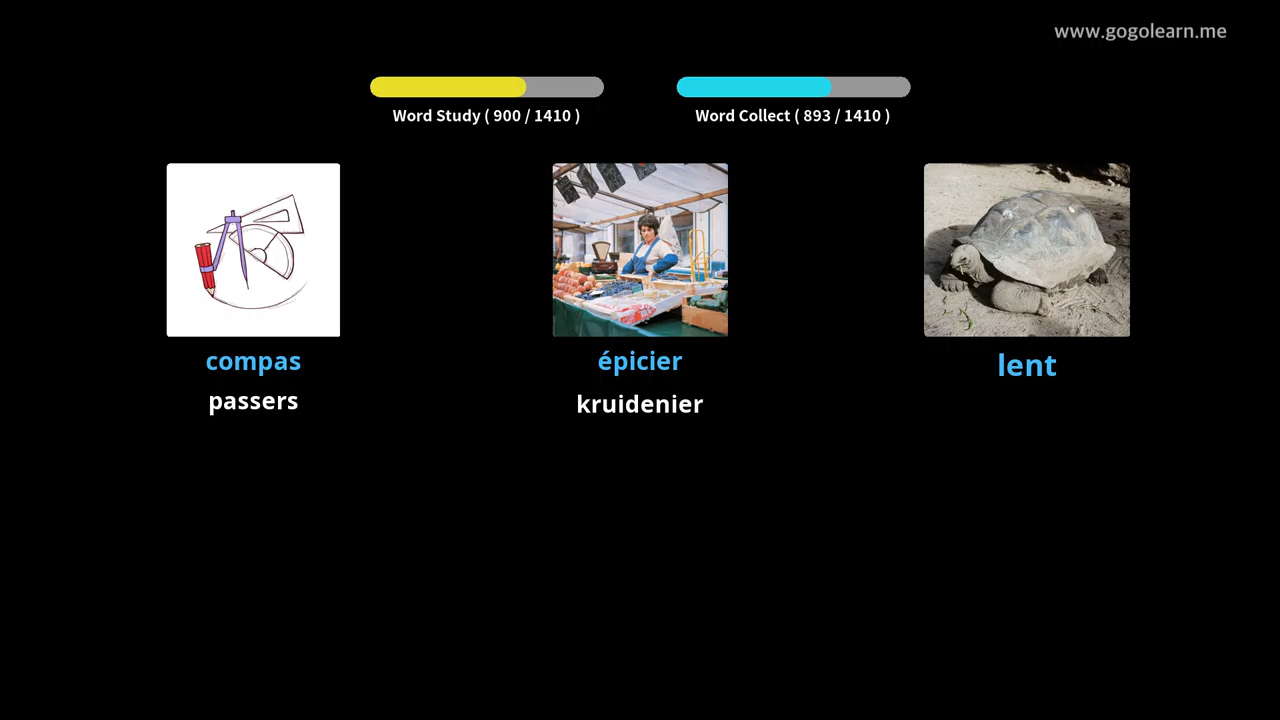 www.gogolearn.me
Word Study ( 900 / 1410 )
Word Collect ( 893 / 1410 )
compas
passers
épicier
kruidenier
lent